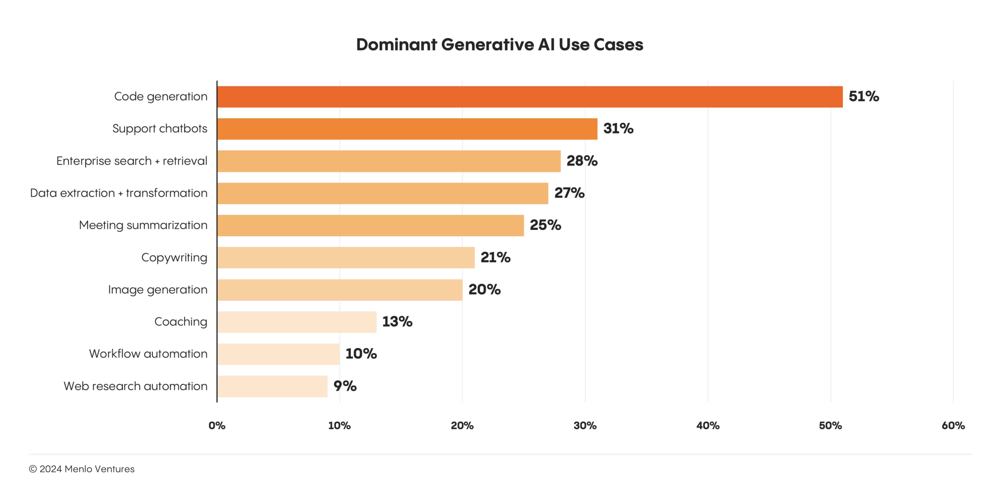 Dominant Generative AI Use Cases
Code generation 51%
Support chatbots 31%
Enterprise search + retrieval 28%
Data extraction + transformation 27%
Meeting summarization 25%
Copywriting 21%
Image generation 20%
Coaching 13%
Workflow automation 10%
Web research automation 9%
0% 10% 20% 30% 40% 50% 60%
© 2024 Menlo Ventures